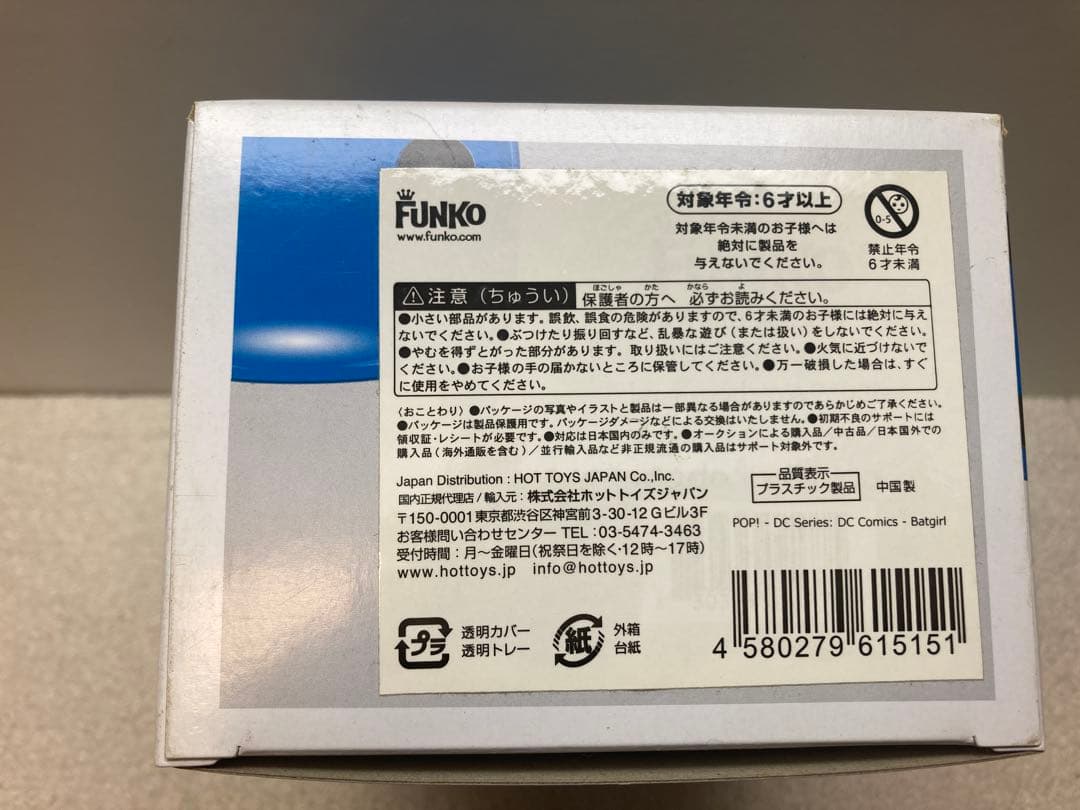 FUNKO
www.funko.com
対象年令:6才以上
対象年令未満のお子様へは
絶対に製品を
与えないでください。
0-5
禁止年令
6才未満
注意(ちゅうい) 保護者の方へ 必ずお読みください。
ほごしゃ かた かなら よ
●小さい部品があります。誤飲、誤食の危険がありますので、6才未満のお子様には絶対に与え
ないでください。●ぶつけたり振り回すなど、乱暴な遊び(または扱い)をしないでください。
●やむを得ずとがった部分があります。取り扱いにはご注意ください。●火気に近づけないで
ください。●お子様の手の届かないところに保管してください。●万一破損した場合は、すぐ
に使用をやめてください。
〈おことわり〉●パッケージの写真やイラストと製品は一部異なる場合がありますのであらかじめご了承ください。
●パッケージは製品保護用です。パッケージダメージなどによる交換はいたしません。●初期不良のサポートには
領収証・レシートが必要です。●対応は日本国内のみです。●オークションによる購入品/中古品/日本国外での
購入品(海外通販を含む)/並行輸入品など非正規流通の購入品はサポート対象外です。
Japan Distribution : HOT TOYS JAPAN Co.,Inc.
国内正規代理店/輸入元:株式会社ホットトイズジャパン
〒150-0001東京都渋谷区神宮前3-30-12 Gビル3F
お客様問い合わせセンター TEL:03-5474-3463
受付時間:月〜金曜日(祝祭日を除く・12時〜17時)
www.hottoys.jp info@hottoys.jp
品質表示
プラスチック製品
中国製
POP! - DC Series: DC Comics - Batgirl
プラ
透明カバー
透明トレー
紙
外箱
台紙
4 580279 615151